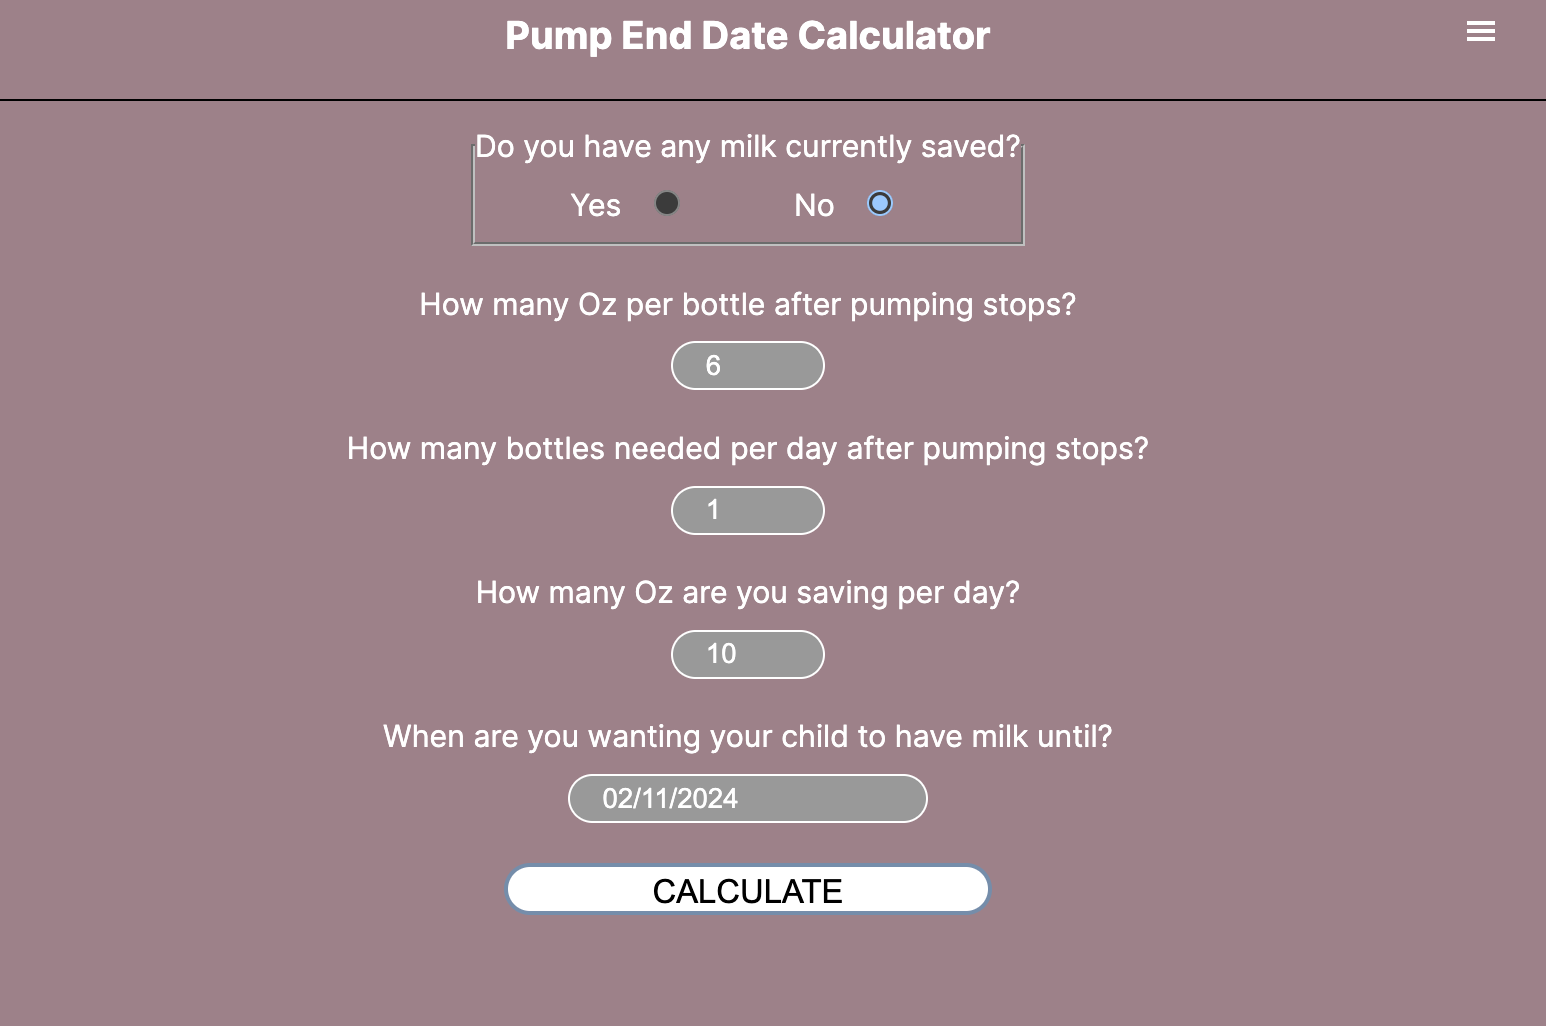 Pump End Date Calculator
Do you have any milk currently saved?
Yes No
How many Oz per bottle after pumping stops?
6
How many bottles needed per day after pumping stops?
1
How many Oz are you saving per day?
10
When are you wanting your child to have milk until?
02/11/2024
CALCULATE